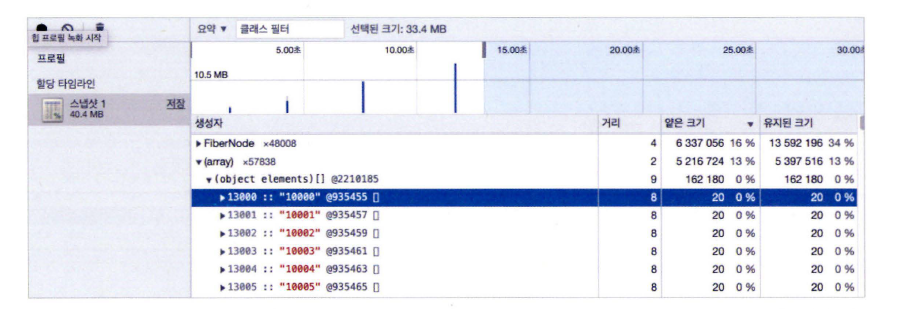 요약 ▼ 클래스 필터 선택된 크기: 33.4 MB
힙 프로필 녹화 시작
프로필
할당 타임라인
스냅샷 1 저장
40.4 MB
5.00초 10.00초 15.00초 20.00초 25.00초 30.00초
10.5 MB
생성자 거리 얕은 크기 ▼ 유지된 크기
▶FiberNode ×48008 4 6 337 056 16 % 13 592 196 34 %
▼(array) ×57838 2 5 216 724 13 % 5 397 516 13 %
▼(object elements)[] @2210185 9 162 180 0 % 162 180 0 %
▶13000 :: "10000" @935455 [] 8 20 0 % 20 0 %
▶13001 :: "10001" @935457 [] 8 20 0 % 20 0 %
▶13002 :: "10002" @935459 [] 8 20 0 % 20 0 %
▶13003 :: "10003" @935461 [] 8 20 0 % 20 0 %
▶13004 :: "10004" @935463 [] 8 20 0 % 20 0 %
▶13005 :: "10005" @935465 [] 8 20 0 % 20 0 %